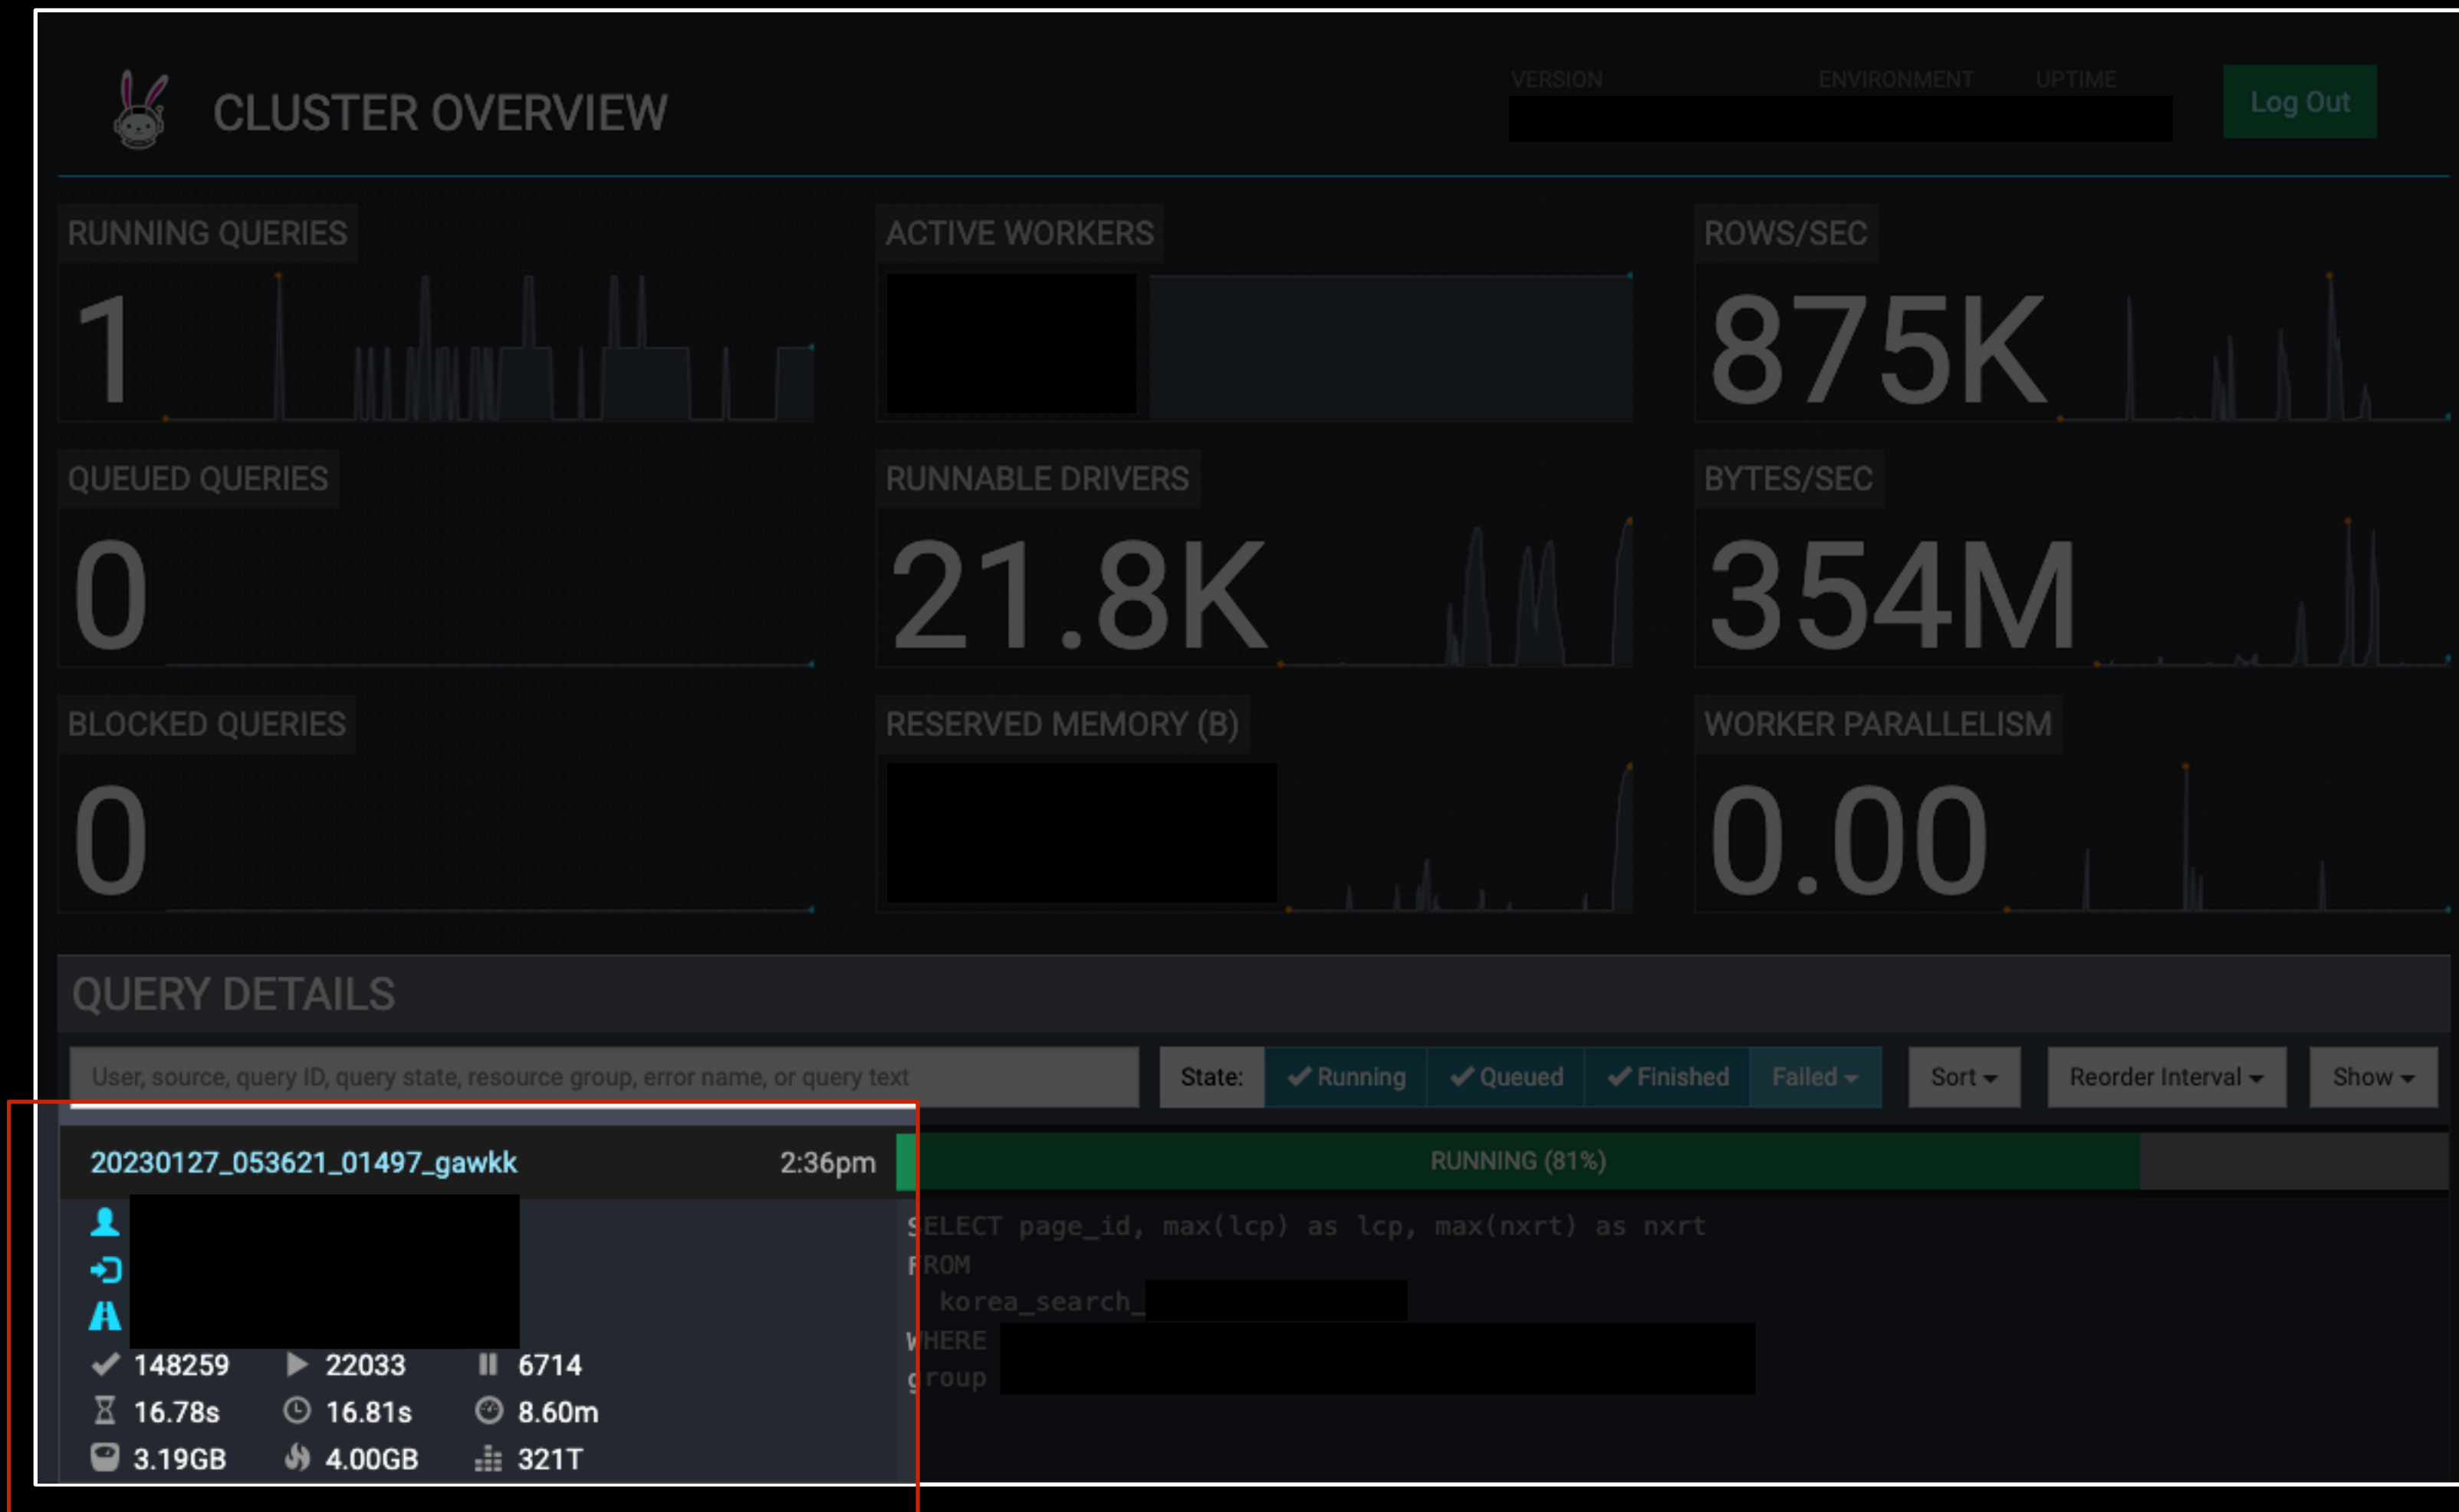 CLUSTER OVERVIEW
VERSION ENVIRONMENT UPTIME
Log Out
RUNNING QUERIES
1
ACTIVE WORKERS
ROWS/SEC
875K
QUEUED QUERIES
0
RUNNABLE DRIVERS
21.8K
BYTES/SEC
354M
BLOCKED QUERIES
0
RESERVED MEMORY (B)
WORKER PARALLELISM
0.00
QUERY DETAILS
User, source, query ID, query state, resource group, error name, or query text
State: Running Queued Finished Failed Sort Reorder Interval Show
20230127_053621_01497_gawkk 2:36pm
RUNNING (81%)
148259 22033 6714
16.78s 16.81s 8.60m
3.19GB 4.00GB 321T
SELECT page_id, max(lcp) as lcp, max(nxrt) as nxrt
FROM
korea_search_
WHERE
group